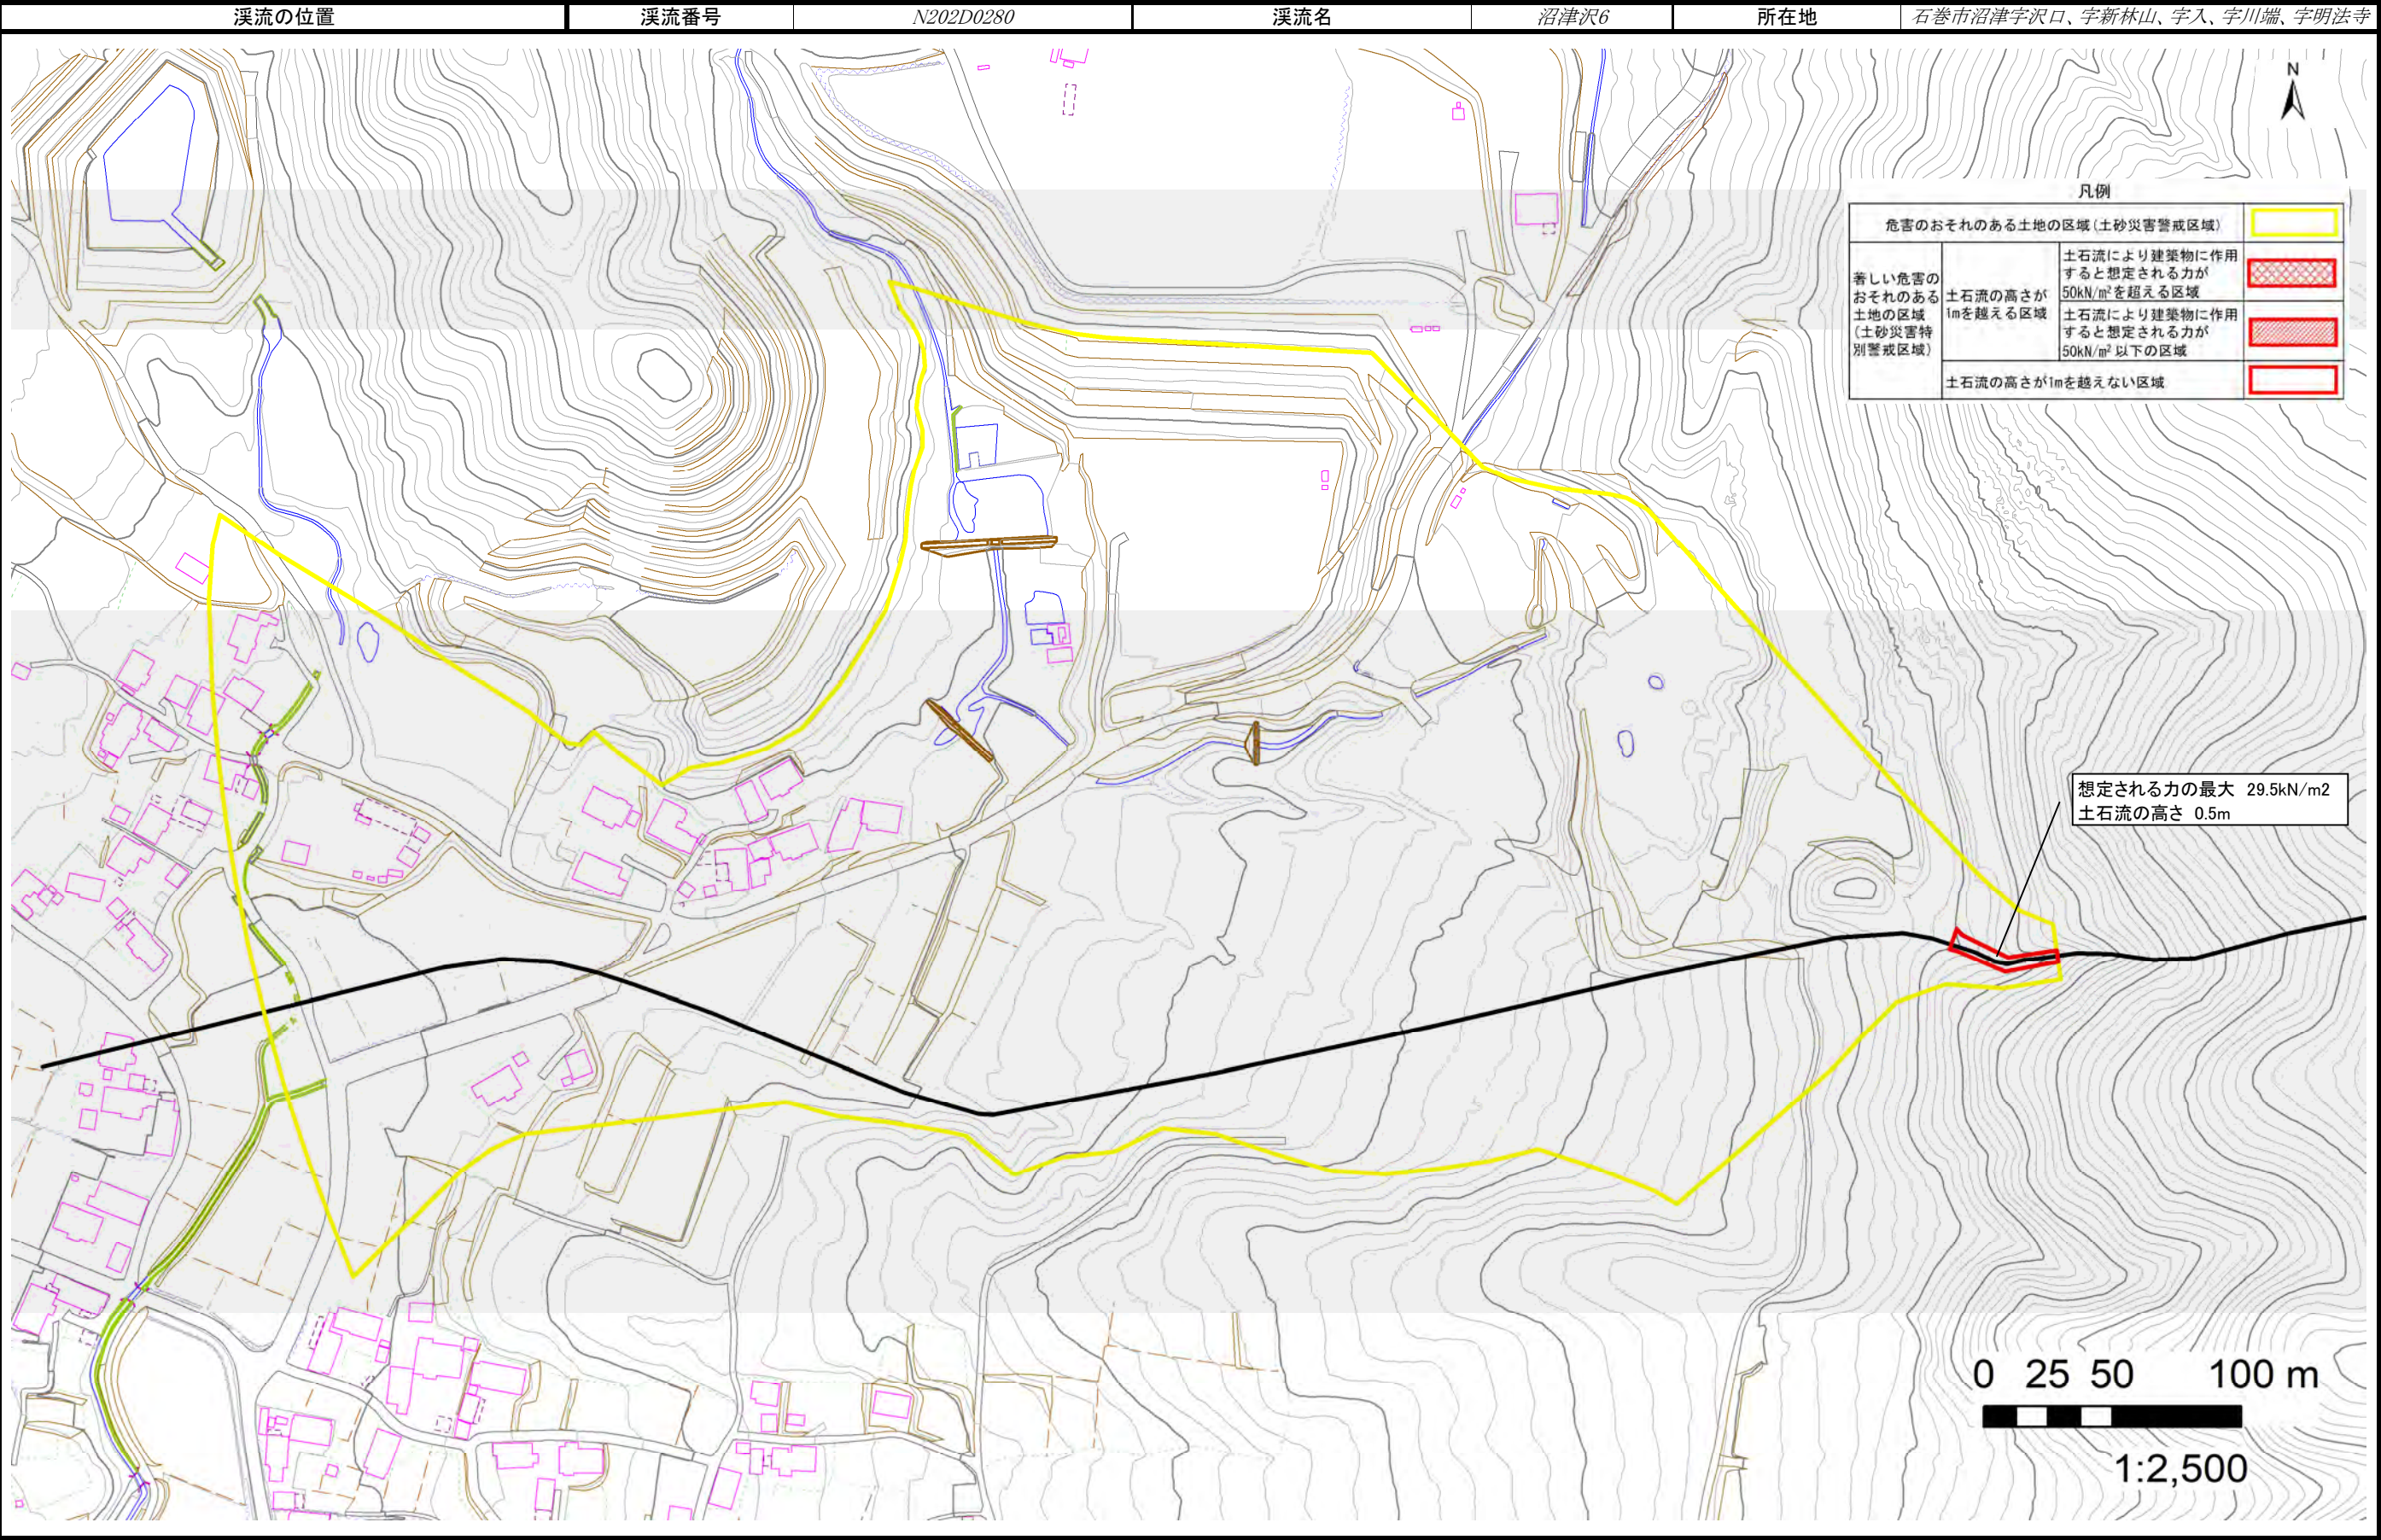 渓流の位置
渓流番号
N202D0280
渓流名
沼津沢6
所在地
石巻市沼津字沢口、字新林山、字入、字川端、字明法寺
N
凡例
危害のおそれのある土地の区域(土砂災害警戒区域)
著しい危害の
おそれのある
土地の区域
(土砂災害特
別警戒区域)
土石流の高さが
1mを越える区域
土石流により建築物に作用
すると想定される力が
50kN/m²を超える区域
土石流により建築物に作用
すると想定される力が
50kN/m²以下の区域
土石流の高さが1mを越えない区域
想定される力の最大 29.5kN/m2
土石流の高さ 0.5m
0 25 50 100 m
1:2,500